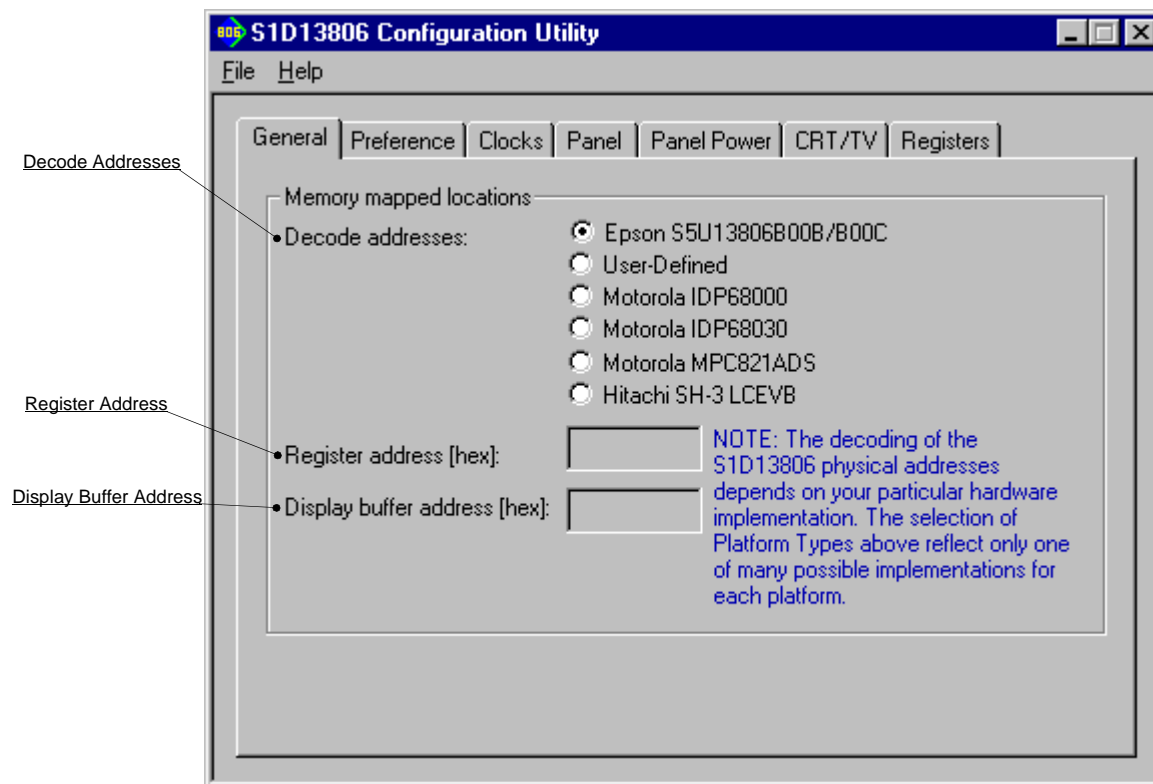 806 S1D13806 Configuration Utility
File Help
General Preference Clocks Panel Panel Power CRT/TV Registers
Decode Addresses
Memory mapped locations
Decode addresses:
Epson S5U13806B00B/B00C
User-Defined
Motorola IDP68000
Motorola IDP68030
Motorola MPC821ADS
Hitachi SH-3 LCEVB
Register Address
Register address [hex]:
Display Buffer Address
Display buffer address [hex]:
NOTE: The decoding of the
S1D13806 physical addresses
depends on your particular hardware
implementation. The selection of
Platform Types above reflect only one
of many possible implementations for
each platform.